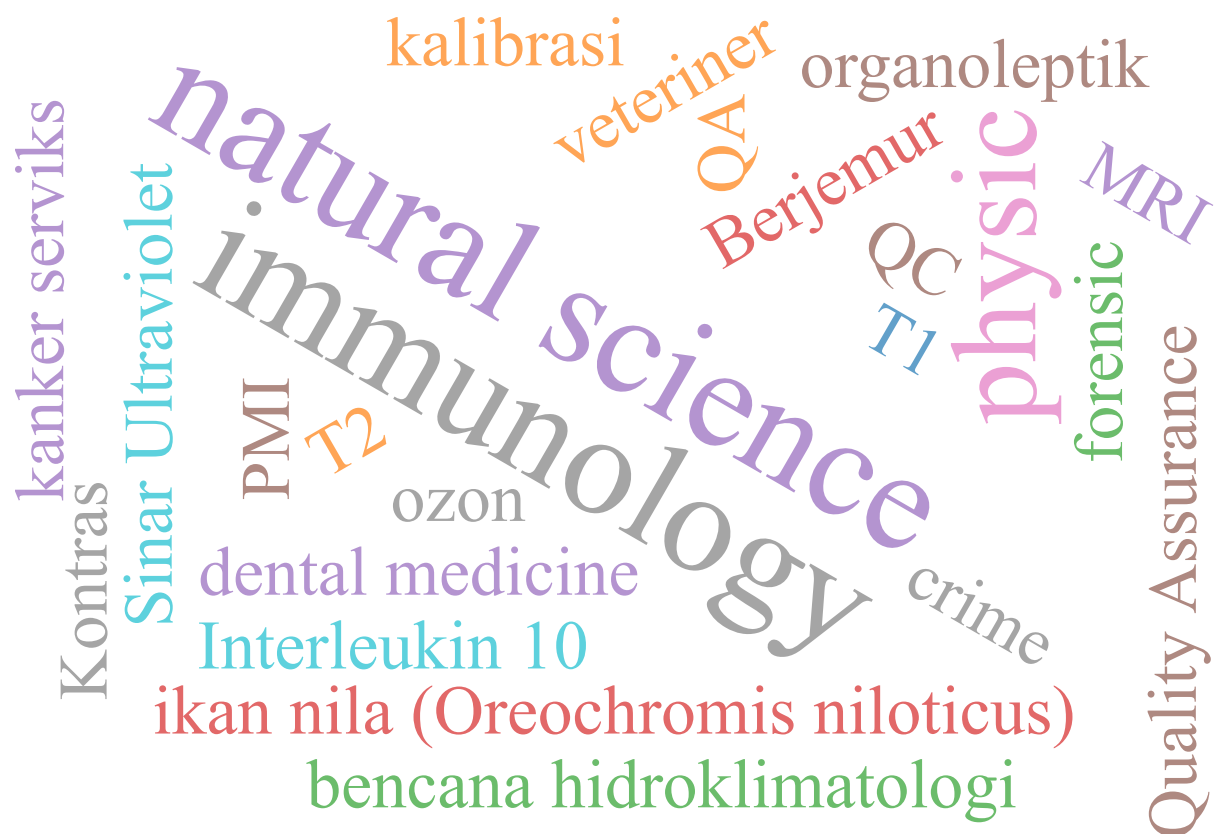 kalibrasi
veteriner
organoleptik
natural science
QA
Berjemur
physic
MRI
kanker serviks
Sinar Ultraviolet
immunology
QC
T1
forensic
PMI
T2
ozon
Kontras
dental medicine
crime
Quality Assurance
Interleukin 10
ikan nila (Oreochromis niloticus)
bencana hidroklimatologi